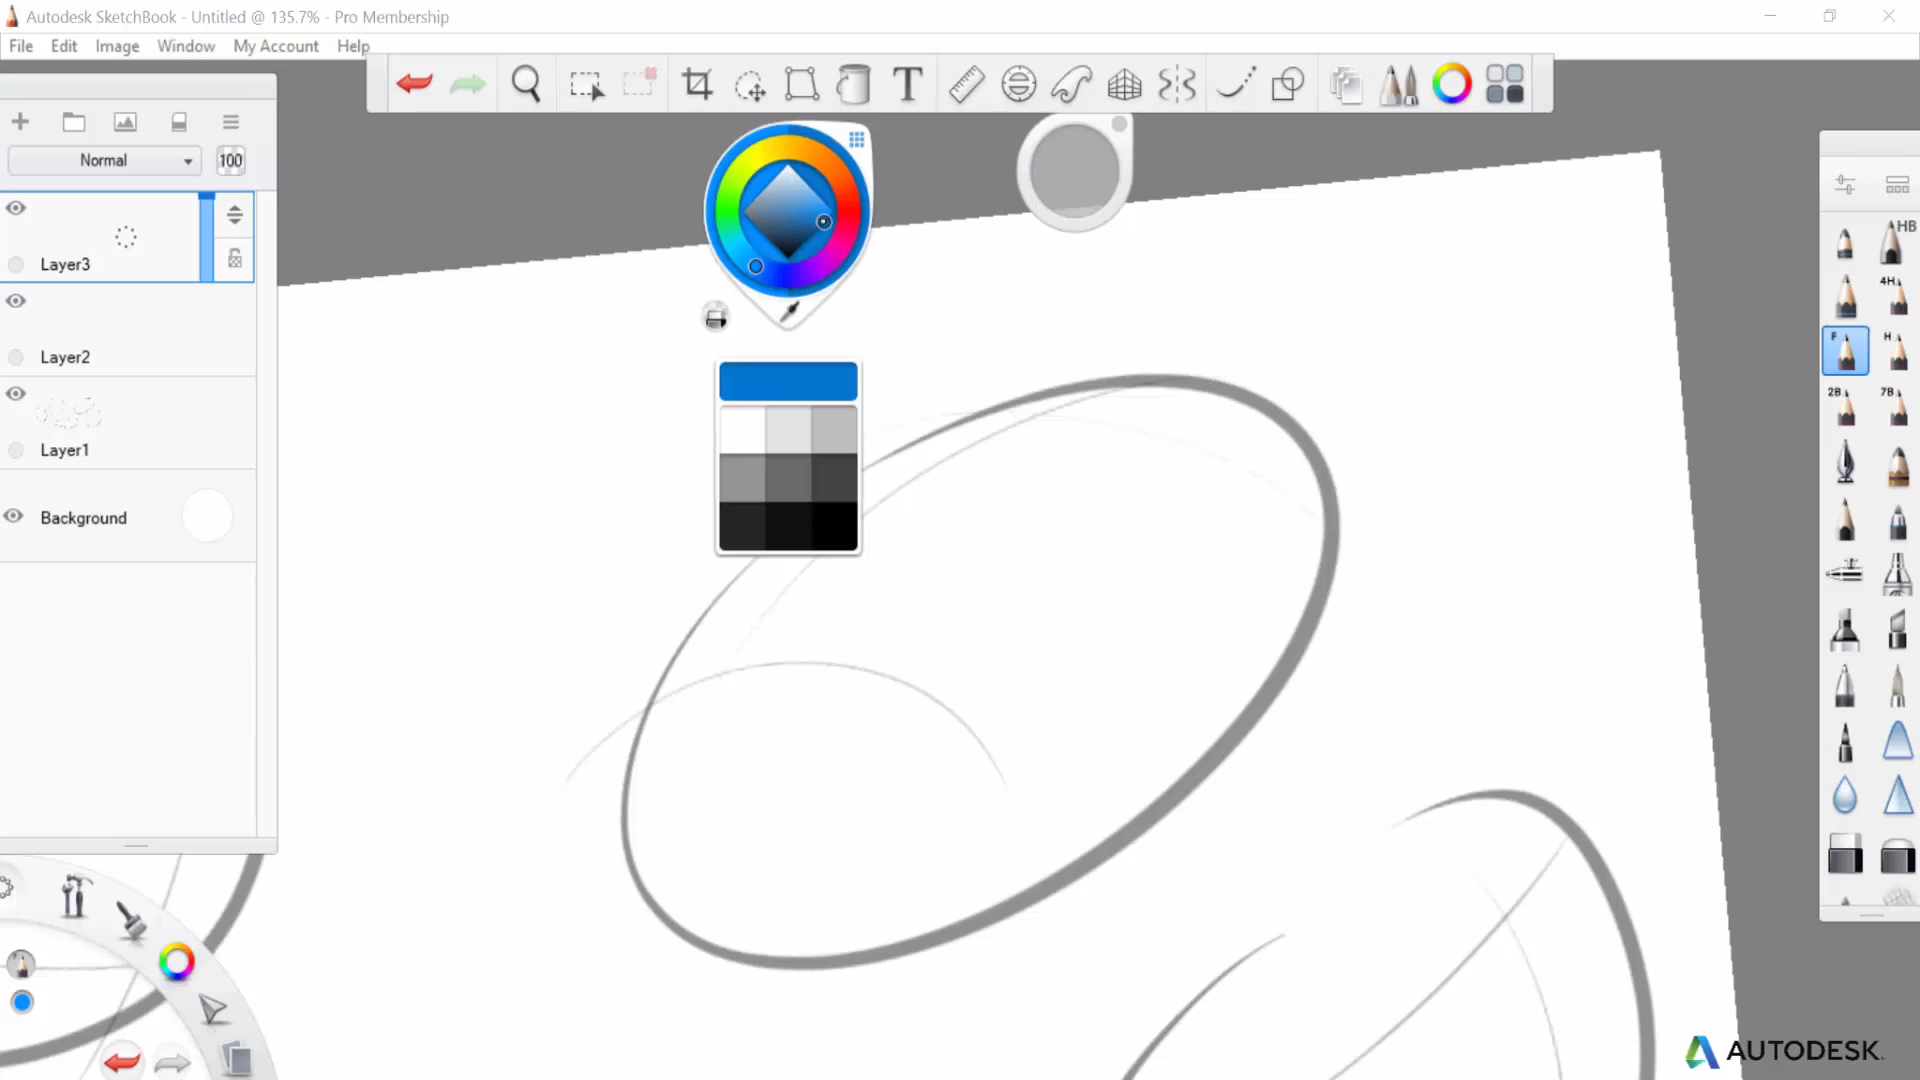 Autodesk SketchBook - Untitled @ 135.7% - Pro Membership
File Edit Image Window My Account Help
T
Normal 100
Layer3
Layer2
Layer1
Background
HB
4H
F H
2B 7B
AUTODESK